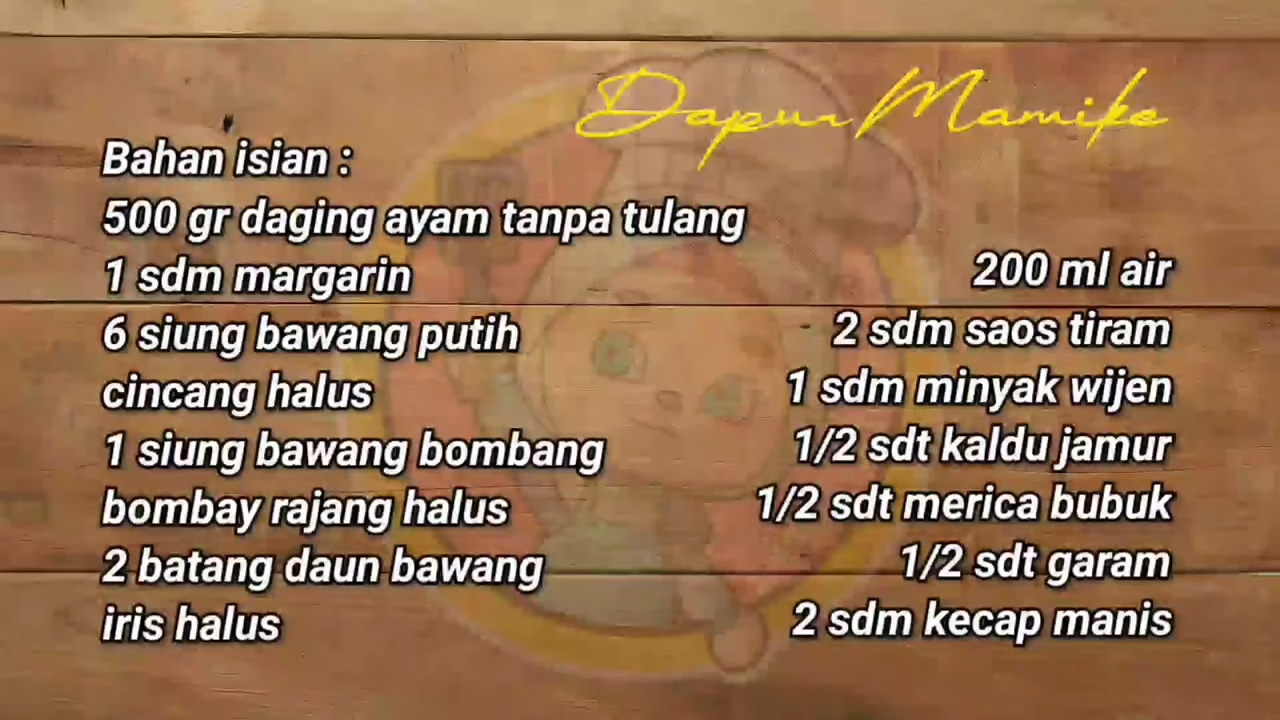 Dapur Mamike
Bahan isian :
500 gr daging ayam tanpa tulang
1 sdm margarin
6 siung bawang putih
cincang halus
1 siung bawang bombang
bombay rajang halus
2 batang daun bawang
iris halus
200 ml air
2 sdm saos tiram
1 sdm minyak wijen
1/2 sdt kaldu jamur
1/2 sdt merica bubuk
1/2 sdt garam
2 sdm kecap manis